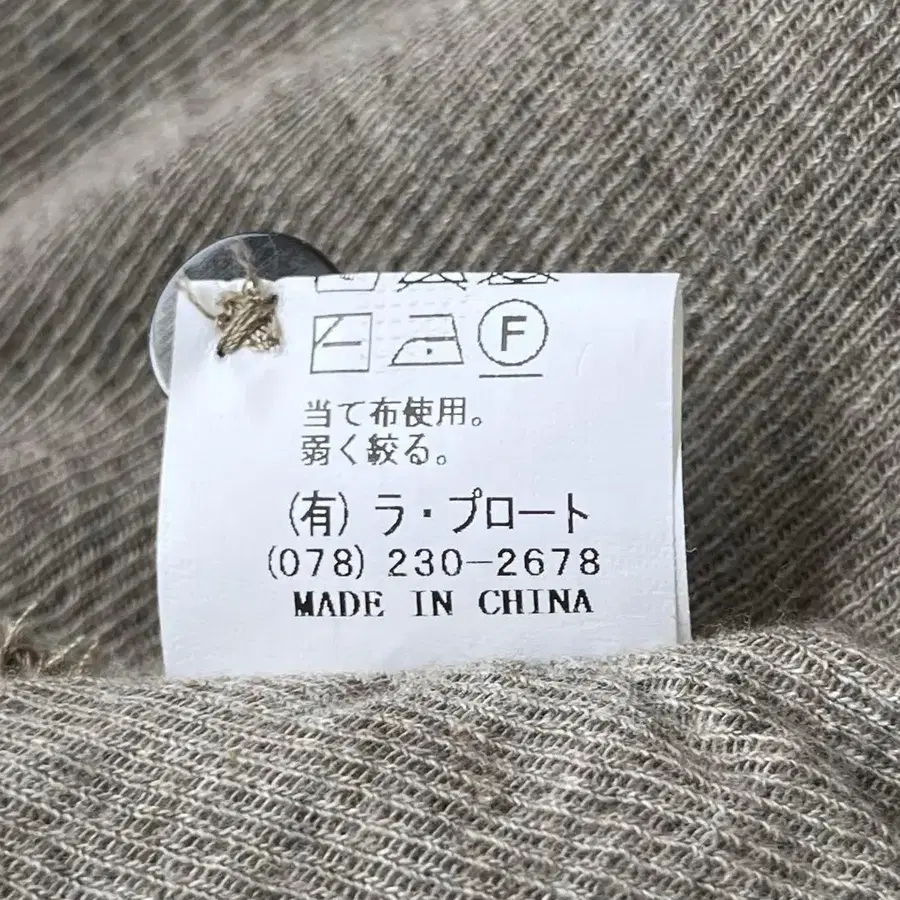 F
当て布使用。
弱く絞る。
(有) ラ・プロート
(078) 230-2678
MADE IN CHINA